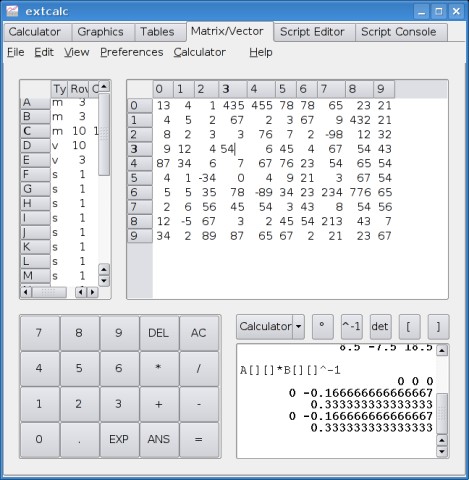 extcalc
Calculator Graphics Tables Matrix/Vector Script Editor Script Console
File Edit View Preferences Calculator Help
Ty Rov C
A m 3
B m 3
C m 10 1
D v 10
E v 3
F s 1
G s 1
H s 1
I s 1
J s 1
K s 1
L s 1
M s 1
0 1 2 3 4 5 6 7 8 9
0 13 4 1 435 455 78 78 65 23 21
1 4 5 2 67 2 3 67 9 432 21
2 8 2 3 3 76 7 2 -98 12 32
3 9 12 4 54 6 45 4 67 54 43
4 87 34 6 7 67 76 23 54 65 54
5 4 1 -34 0 4 9 21 3 67 54
6 5 5 35 78 -89 34 23 234 776 65
7 2 6 56 45 54 3 43 8 54 56
8 12 -5 67 3 2 45 54 213 43 7
9 34 2 89 87 65 67 2 21 23 67
7 8 9 DEL AC
4 5 6 * /
1 2 3 + -
0 . EXP ANS =
Calculator ° ^-1 det [ ]
8.5 -7.5 18.5
A[][]*B[][]^-1
0 0 0
0 -0.166666666666667
0.333333333333333
0 -0.166666666666667
0.333333333333333